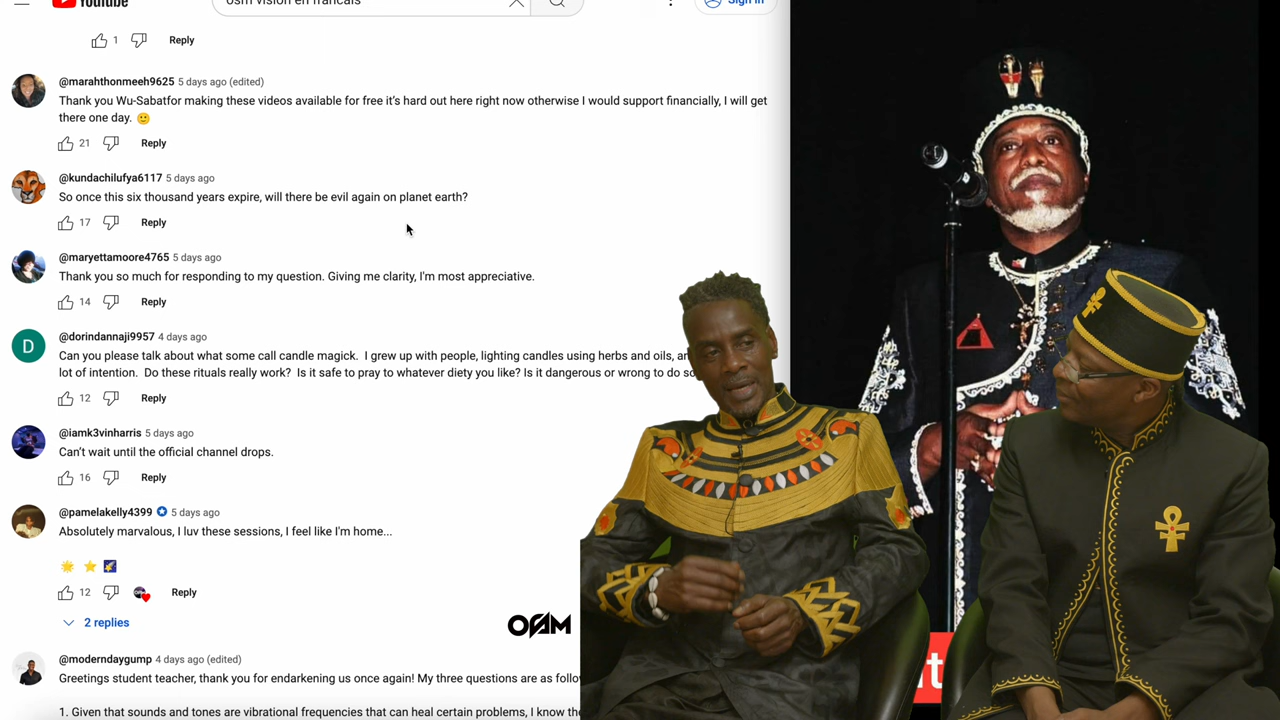 YouTube
osm vision en francais
Sign in
1 Reply
@marahthonmeeh9625 5 days ago (edited)
Thank you Wu-Sabatfor making these videos available for free it's hard out here right now otherwise I would support financially, I will get
there one day. 🙂
21 Reply
@kundachilufya6117 5 days ago
So once this six thousand years expire, will there be evil again on planet earth?
17 Reply
@maryettamoore4765 5 days ago
Thank you so much for responding to my question. Giving me clarity, I'm most appreciative.
14 Reply
D
@dorindannaji9957 4 days ago
Can you please talk about what some call candle magick. I grew up with people, lighting candles using herbs and oils,
lot of intention. Do these rituals really work? Is it safe to pray to whatever diety you like? Is it dangerous or wrong to do
12 Reply
@iamk3vinharris 5 days ago
Can't wait until the official channel drops.
16 Reply
@pamelakelly4399 5 days ago
Absolutely marvalous, I luv these sessions, I feel like I'm home...
🌟 ⭐ 🌠
12 Reply
2 replies
OSM
@moderndaygump 4 days ago (edited)
Greetings student teacher, thank you for endarkening us once again! My three questions are as
1. Given that sounds and tones are vibrational frequencies that can heal certain problems, I know